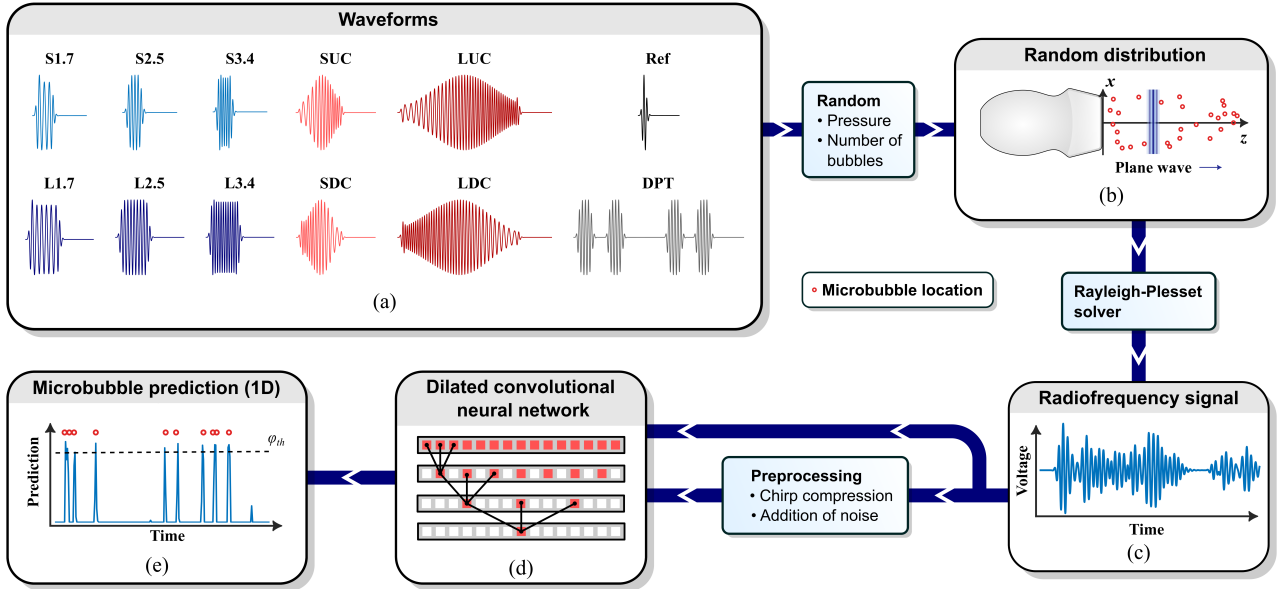 Waveforms
S1.7 S2.5 S3.4 SUC LUC Ref
L1.7 L2.5 L3.4 SDC LDC DPT
(a)
Random
• Pressure
• Number of
bubbles
Random distribution
x
z
Plane wave
(b)
Microbubble location
Rayleigh-Plesset
solver
Radiofrequency signal
Voltage
Time
(c)
Preprocessing
• Chirp compression
• Addition of noise
Dilated convolutional
neural network
(d)
Microbubble prediction (1D)
φth
Prediction
Time
(e)